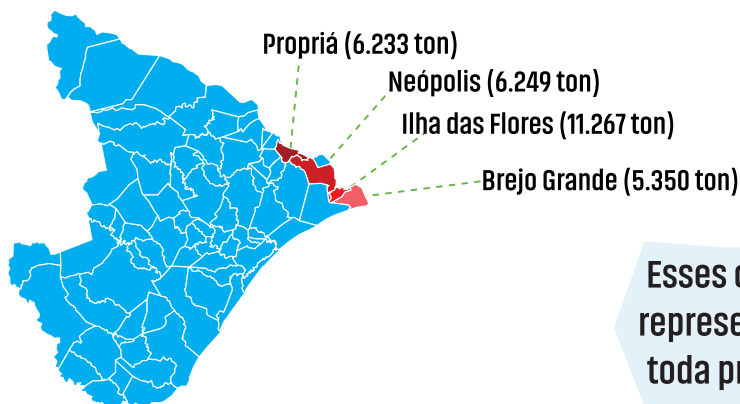 Propriá (6.233 ton)
Neópolis (6.249 ton)
Ilha das Flores (11.267 ton)
Brejo Grande (5.350 ton)
Esses
toda